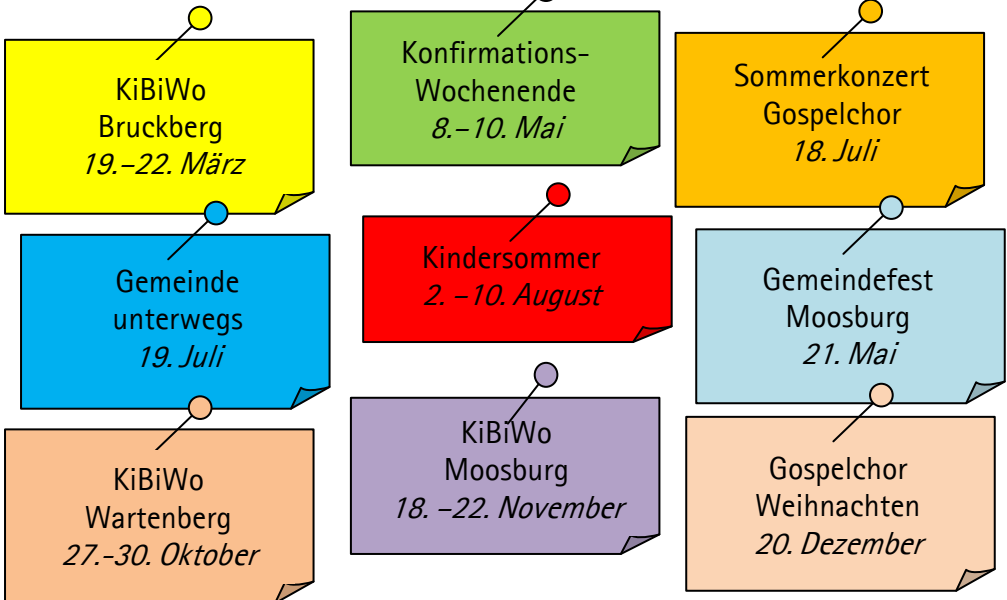 KiBiWo
Bruckberg
19.–22. März
Konfirmations-
Wochenende
8.–10. Mai
Sommerkonzert
Gospelchor
18. Juli
Gemeinde
unterwegs
19. Juli
Kindersommer
2. –10. August
Gemeindefest
Moosburg
21. Mai
KiBiWo
Wartenberg
27.-30. Oktober
KiBiWo
Moosburg
18. –22. November
Gospelchor
Weihnachten
20. Dezember